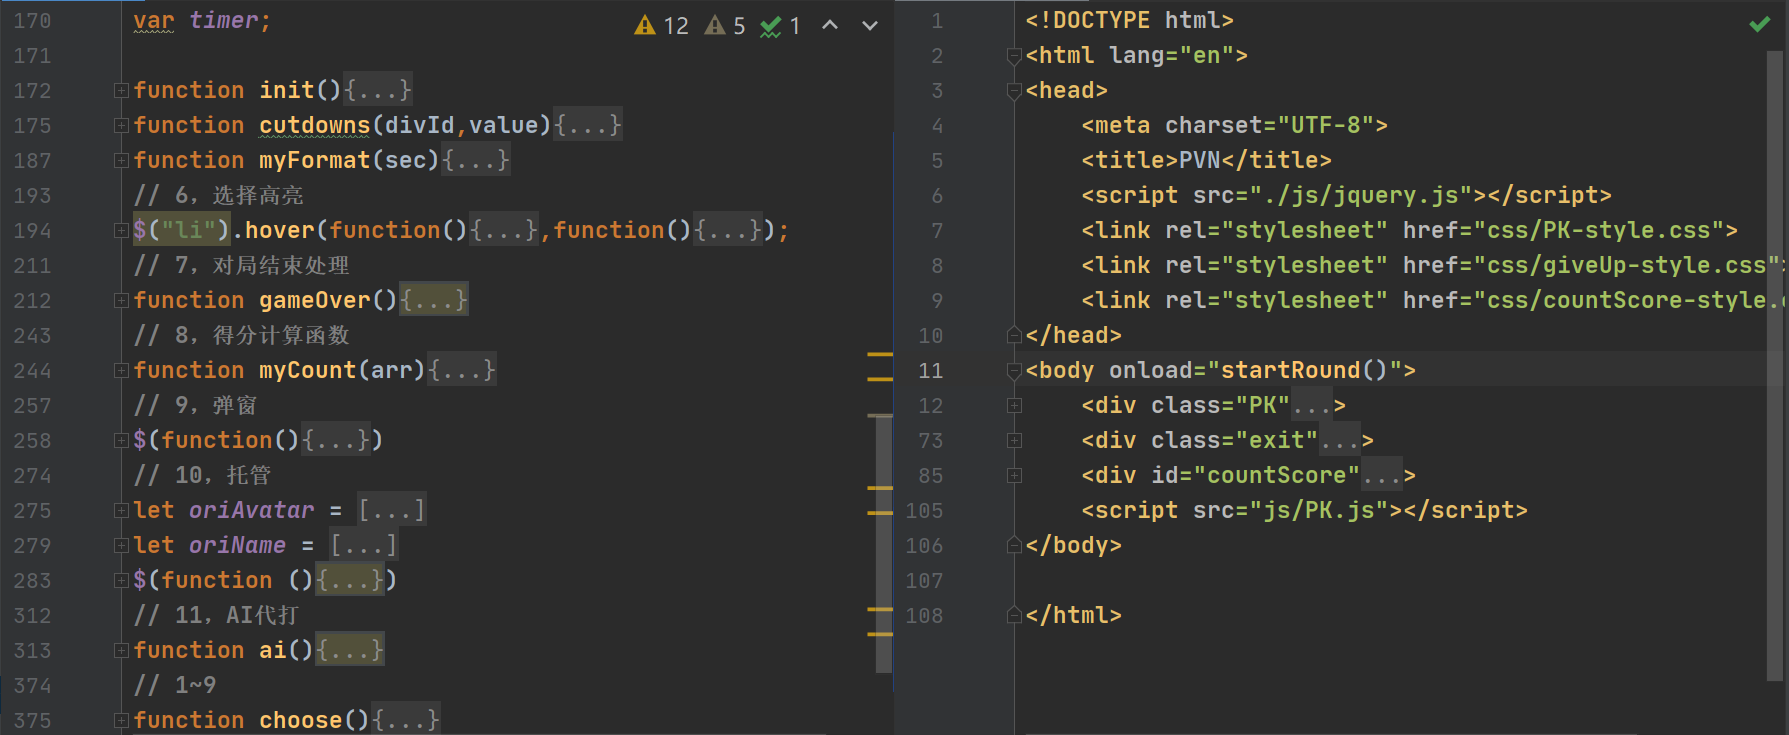 170 var timer; 12 5 1
171
172 function init(){...}
175 function cutdowns(divId,value){...}
187 function myFormat(sec){...}
193 // 6，选择高亮
194 $("li").hover(function(){...},function(){...});
211 // 7，对局结束处理
212 function gameOver(){...}
243 // 8，得分计算函数
244 function myCount(arr){...}
257 // 9，弹窗
258 $(function(){...})
274 // 10，托管
275 let oriAvatar = [...]
279 let oriName = [...]
283 $(function (){...})
312 // 11，AI代打
313 function ai(){...}
374 // 1~9
375 function choose(){...}
1 <!DOCTYPE html>
2 <html lang="en">
3 <head>
4 <meta charset="UTF-8">
5 <title>PVN</title>
6 <script src="./js/jquery.js"></script>
7 <link rel="stylesheet" href="css/PK-style.css">
8 <link rel="stylesheet" href="css/giveUp-style.css">
9 <link rel="stylesheet" href="css/countScore-style.c
10 </head>
11 <body onload="startRound()">
12 <div class="PK"...>
73 <div class="exit"...>
85 <div id="countScore"...>
105 <script src="js/PK.js"></script>
106 </body>
107
108 </html>